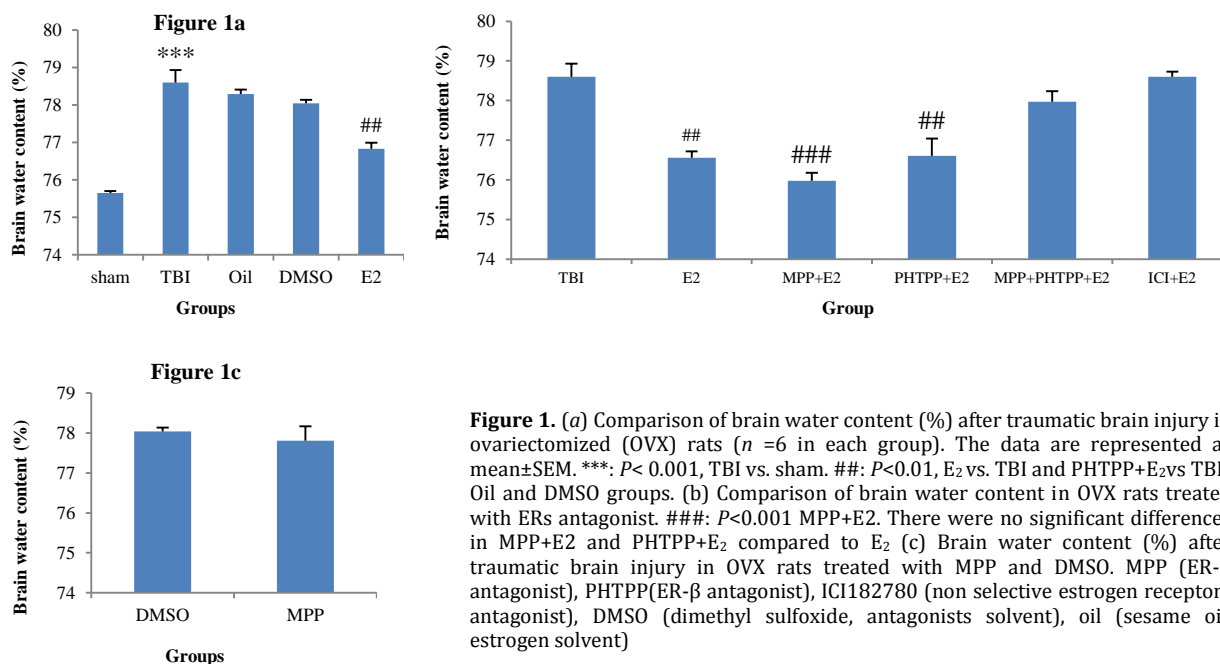 Figure 1a
80
79
78
77
76
75
74
Brain water content (%)
***
##
sham TBI Oil DMSO E2
Groups
80
79
78
77
76
75
74
Brain water content (%)
##
###
##
TBI E2 MPP+E2 PHTPP+E2 MPP+PHTPP+E2 ICI+E2
Group
Figure 1c
79
78
77
76
75
74
Brain water content (%)
DMSO MPP
Groups
Figure 1. (a) Comparison of brain water content (%) after traumatic brain injury i
ovariectomized (OVX) rats (n =6 in each group). The data are represented a
mean±SEM. ***: P< 0.001, TBI vs. sham. ##: P<0.01, E₂ vs. TBI and PHTPP+E₂vs TBI
Oil and DMSO groups. (b) Comparison of brain water content in OVX rats treate
with ERs antagonist. ###: P<0.001 MPP+E2. There were no significant difference
in MPP+E2 and PHTPP+E₂ compared to E₂ (c) Brain water content (%) afte
traumatic brain injury in OVX rats treated with MPP and DMSO. MPP (ER-
antagonist), PHTPP(ER-β antagonist), ICI182780 (non selective estrogen receptor
antagonist), DMSO (dimethyl sulfoxide, antagonists solvent), oil (sesame oi
estrogen solvent)